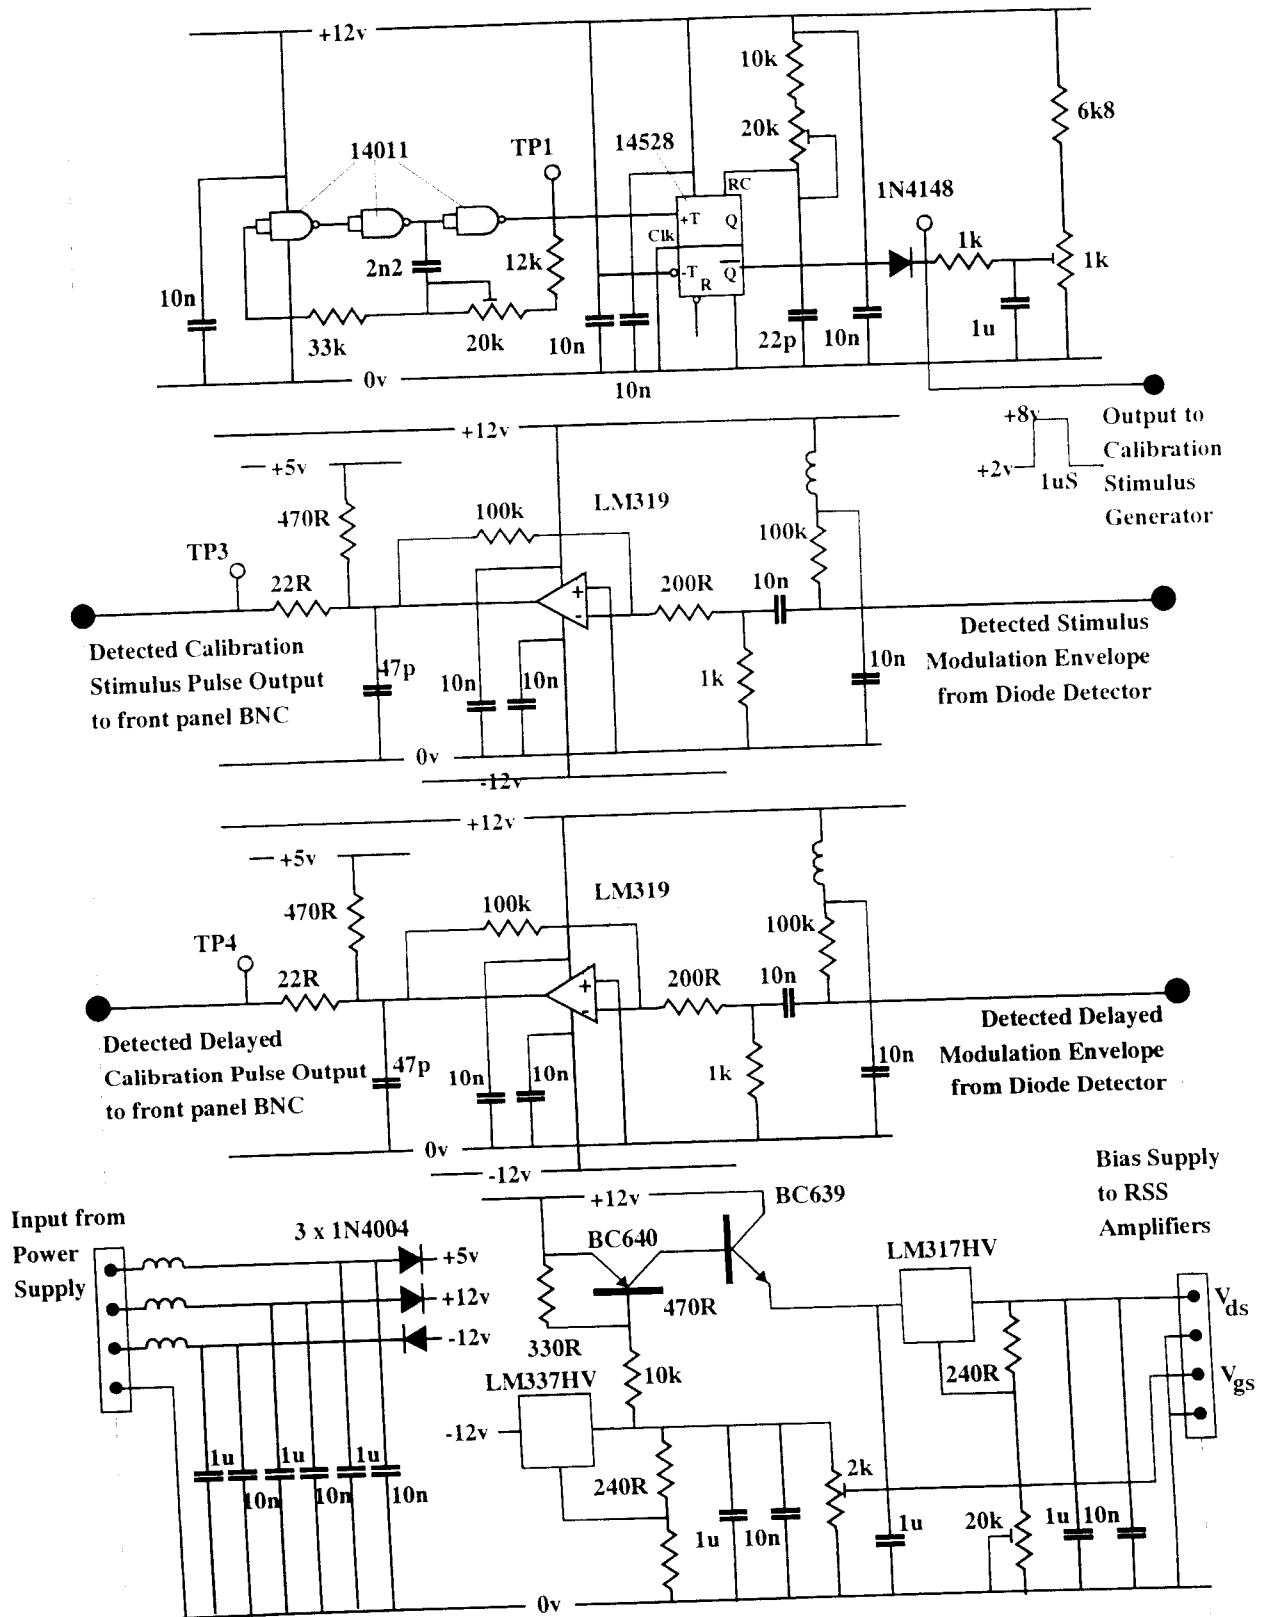 +12v
10k
6k8
20k
14528
TP1
14011
RC
1N4148
+T Q
Clk
1k
2n2
12k
-T Q
R
1k
10n
1u
33k
20k
10n
22p
10n
0v
10n
+8v
Output to
Calibration
Stimulus
Generator
+2v
1uS
+12v
+5v
LM319
100k
470R
100k
TP3
22R
200R
10n
+
-
Detected Calibration
Stimulus Pulse Output
to front panel BNC
47p
10n
10n
1k
10n
Detected Stimulus
Modulation Envelope
from Diode Detector
0v
-12v
+12v
+5v
LM319
100k
470R
100k
TP4
22R
200R
10n
+
-
Detected Delayed
Calibration Pulse Output
to front panel BNC
47p
10n
10n
1k
10n
Detected Delayed
Modulation Envelope
from Diode Detector
0v
-12v
Bias Supply
to RSS
Amplifiers
+12v
BC639
Input from
Power
Supply
3 x 1N4004
BC640
LM317HV
+5v
+12v
-12v
470R
Vds
330R
10k
240R
LM337HV
Vgs
-12v
1u
1u
1u
10n
10n
10n
240R
2k
1u
10n
1u
20k
1u
10n
0v